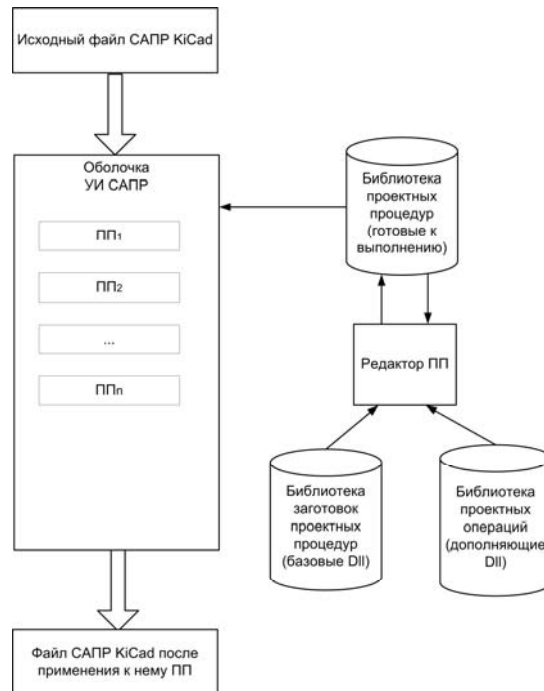 Исходный файл САПР KiCad
Оболочка
УИ САПР
ПП1
ПП2
...
ППn
Библиотека
проектных
процедур
(готовые к
выполнению)
Редактор ПП
Библиотека
заготовок
проектных
процедур
(базовые Dll)
Библиотека
проектных
операций
(дополняющие
Dll)
Файл САПР KiCad после
применения к нему ПП